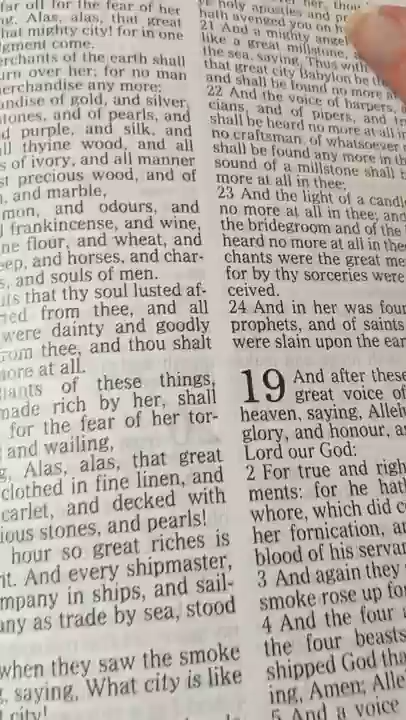 far off for the fear of her
g, Alas, alas, that great
hat mighty city! for in one
gment come.
erchants of the earth shall
urn over her; for no man
erchandise any more:
andise of gold, and silver,
tones, and of pearls, and
d purple, and silk, and
ll thyine wood, and all
s of ivory, and all manner
st precious wood, and of
, and marble,
mon, and odours, and
frankincense, and wine,
ne flour, and wheat, and
eep, and horses, and char-
s, and souls of men.
its that thy soul lusted af-
ted from thee, and all
were dainty and goodly
rom thee, and thou shalt
more at all.
hants of these things,
made rich by her, shall
for the fear of her tor-
and wailing,
g, Alas, alas, that great
clothed in fine linen, and
carlet, and decked with
ious stones, and pearls!
hour so great riches is
it. And every shipmaster,
mpany in ships, and sail-
any as trade by sea, stood
when they saw the smoke
, saying, What city is like
city!
ye holy apostles and pr
hath avenged you on h
21 And a mighty angel
like a great millstone, a
the sea, saying, Thus with
that great city Babylon be th
and shall be found no more a
22 And the voice of harpers, a
cians, and of pipers, and tr
shall be heard no more at all in
no craftsman, of whatsoever
shall be found any more in th
sound of a millstone shall b
more at all in thee;
23 And the light of a candl
no more at all in thee; and
the bridegroom and of the
heard no more at all in thee
chants were the great me
for by thy sorceries were
ceived.
24 And in her was foun
prophets, and of saints
were slain upon the ear
19 And after these
great voice of
heaven, saying, Allelu
glory, and honour, an
Lord our God:
2 For true and righ
ments: for he hath
whore, which did c
her fornication, an
blood of his servan
3 And again they
smoke rose up for
4 And the four
the four beasts
shipped God tha
ing, Amen; Alle
5 And a voice